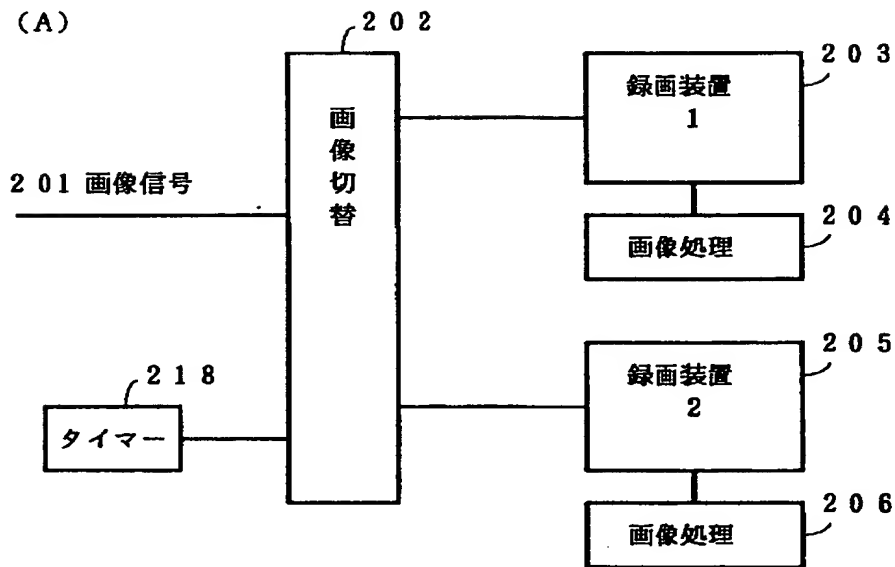 (A)
202
203
録画装置
1
画像切替
201 画像信号
204
画像処理
205
録画装置
2
218
タイマー
206
画像処理